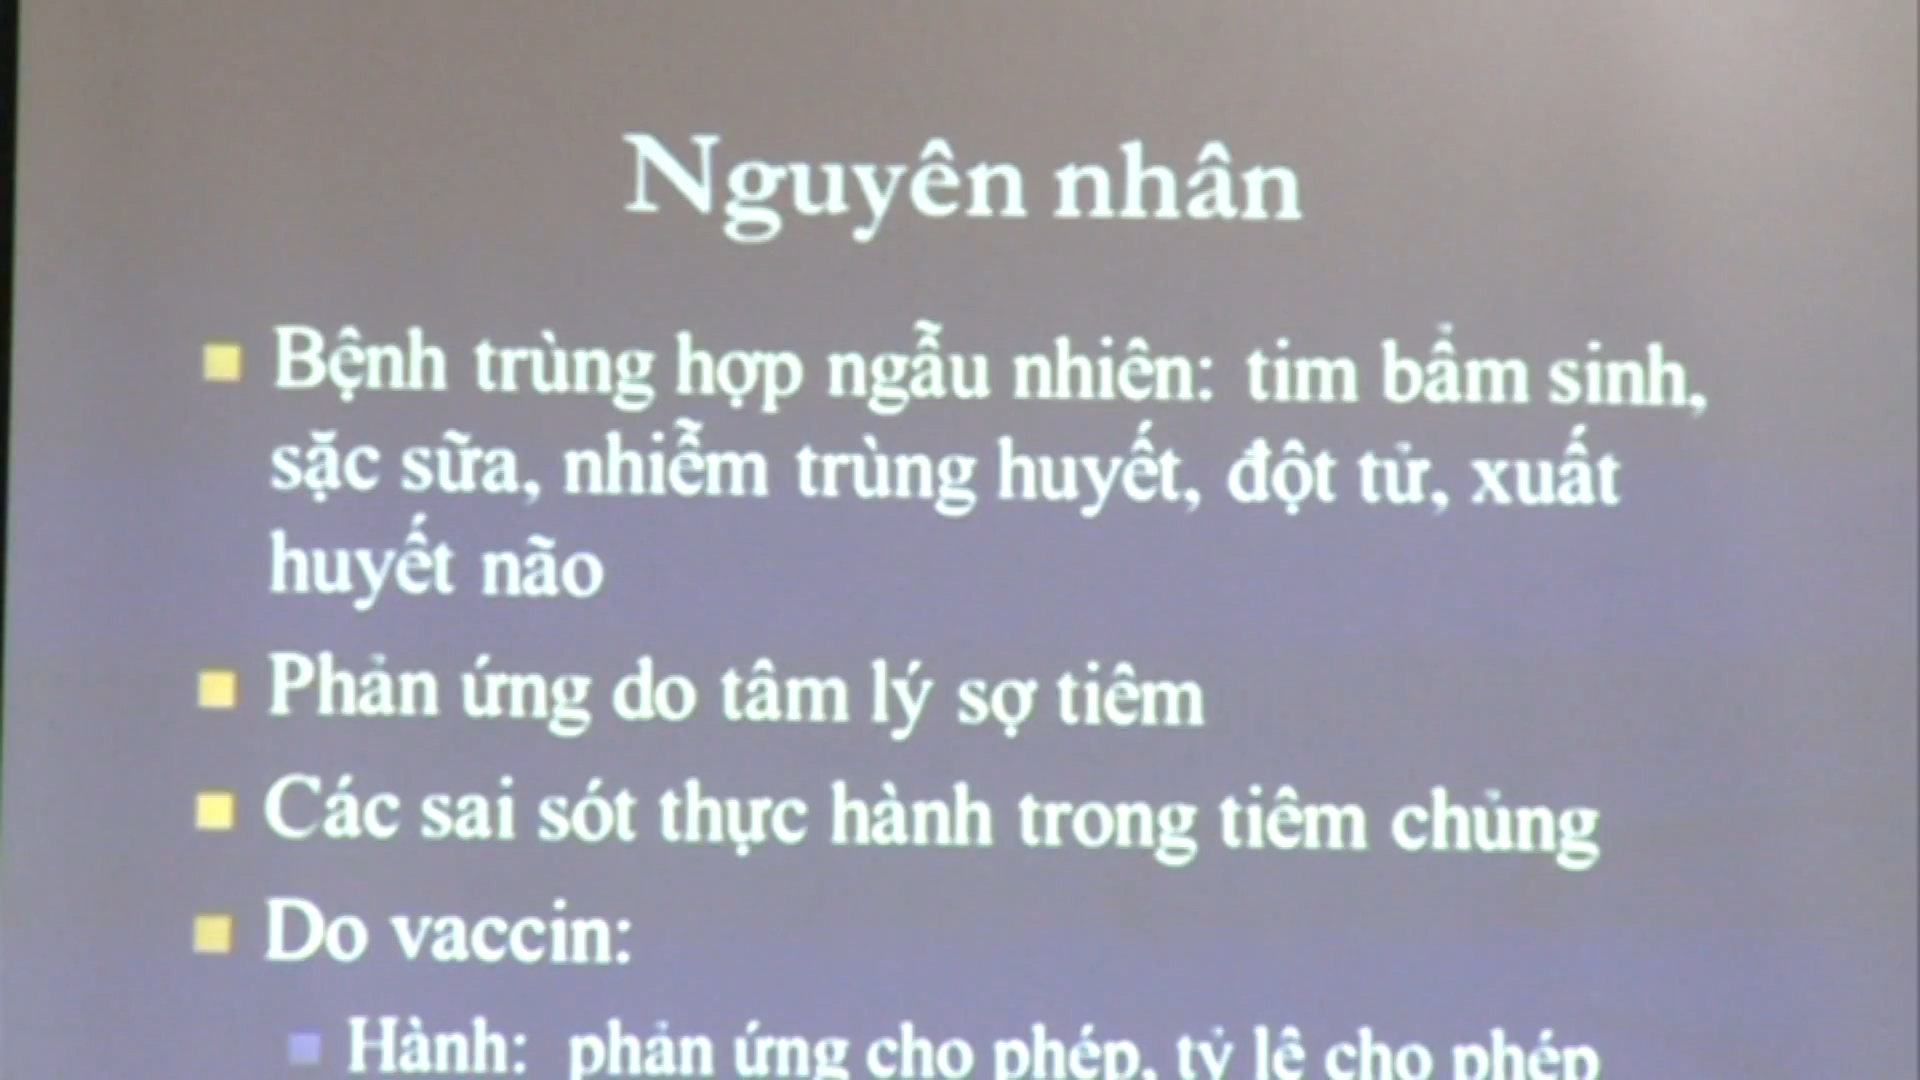 Nguyên nhân
Bệnh trùng hợp ngẫu nhiên: tim bẩm sinh,
sặc sữa, nhiễm trùng huyết, đột tử, xuất
huyết não
Phản ứng do tâm lý sợ tiêm
Các sai sót thực hành trong tiêm chủng
Do vaccin:
Hành: phản ứng cho phép, tỷ lệ cho phép